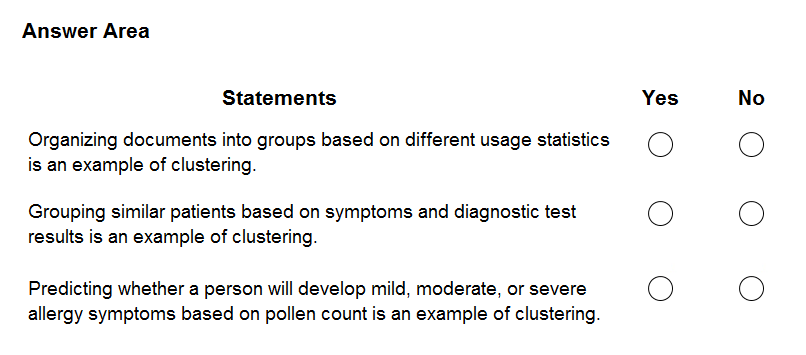 Answer Area
Statements Yes No
Organizing documents into groups based on different usage statistics
is an example of clustering.
Grouping similar patients based on symptoms and diagnostic test
results is an example of clustering.
Predicting whether a person will develop mild, moderate, or severe
allergy symptoms based on pollen count is an example of clustering.